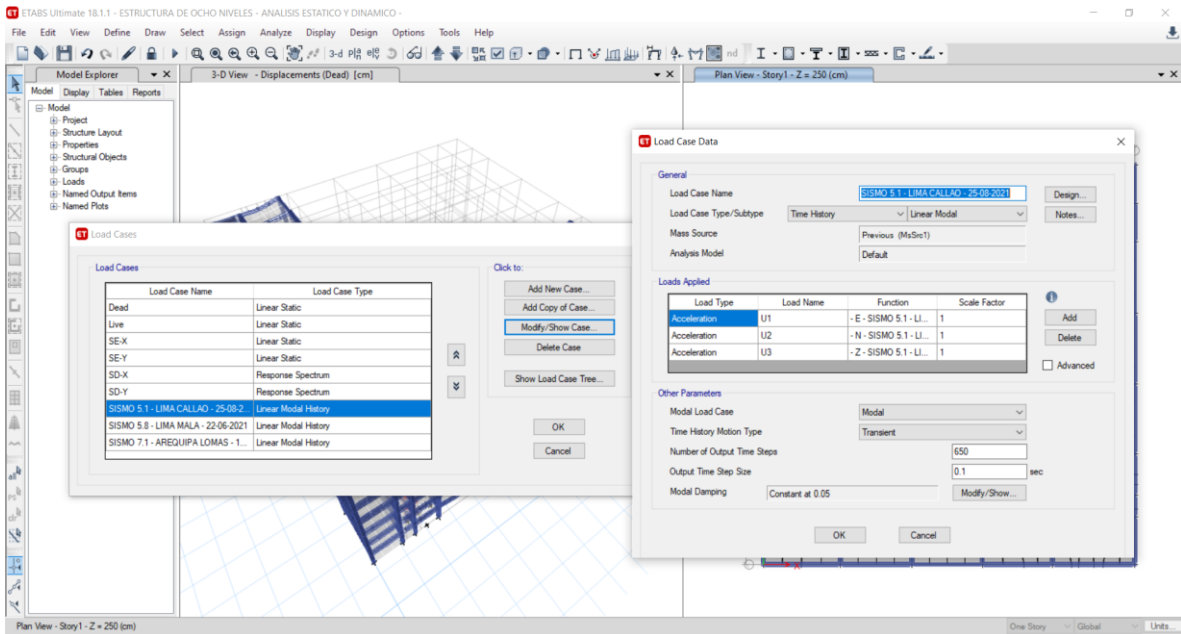 ETABS Ultimate 18.1.1 - ESTRUCTURA DE OCHO NIVELES - ANALISIS ESTATICO Y DINAMICO -
File Edit View Define Draw Select Assign Analyze Display Design Options Tools Help
3-d
nd
Model Explorer
3-D View - Displacements (Dead) [cm]
Plan View - Story1 - Z = 250 (cm)
Model Display Tables Reports
Model
Project
Structure Layout
Properties
Structural Objects
Groups
Loads
Named Output Items
Named Plots
Load Cases
Load Cases
Load Case Name Load Case Type
Dead Linear Static
Live Linear Static
SE-X Linear Static
SE-Y Linear Static
SD-X Response Spectrum
SD-Y Response Spectrum
SISMO 5.1 - LIMA CALLAO - 25-08-2... Linear Modal History
SISMO 5.8 - LIMA MALA - 22-06-2021 Linear Modal History
SISMO 7.1 - AREQUIPA LOMAS - 1... Linear Modal History
Click to:
Add New Case...
Add Copy of Case...
Modify/Show Case...
Delete Case
Show Load Case Tree...
OK
Cancel
Load Case Data
General
Load Case Name SISMO 5.1 - LIMA CALLAO - 25-08-2021 Design...
Load Case Type/Subtype Time History Linear Modal Notes...
Mass Source Previous (MsSrc1)
Analysis Model Default
Loads Applied
Load Type Load Name Function Scale Factor
Acceleration U1 - E - SISMO 5.1 - LI... 1
Acceleration U2 - N - SISMO 5.1 - LI... 1
Acceleration U3 - Z - SISMO 5.1 - LI... 1
Add
Delete
Advanced
Other Parameters
Modal Load Case Modal
Time History Motion Type Transient
Number of Output Time Steps 650
Output Time Step Size 0.1 sec
Modal Damping Constant at 0.05 Modify/Show...
OK Cancel
X
Plan View - Story1 - Z = 250 (cm) One Story Global Units...